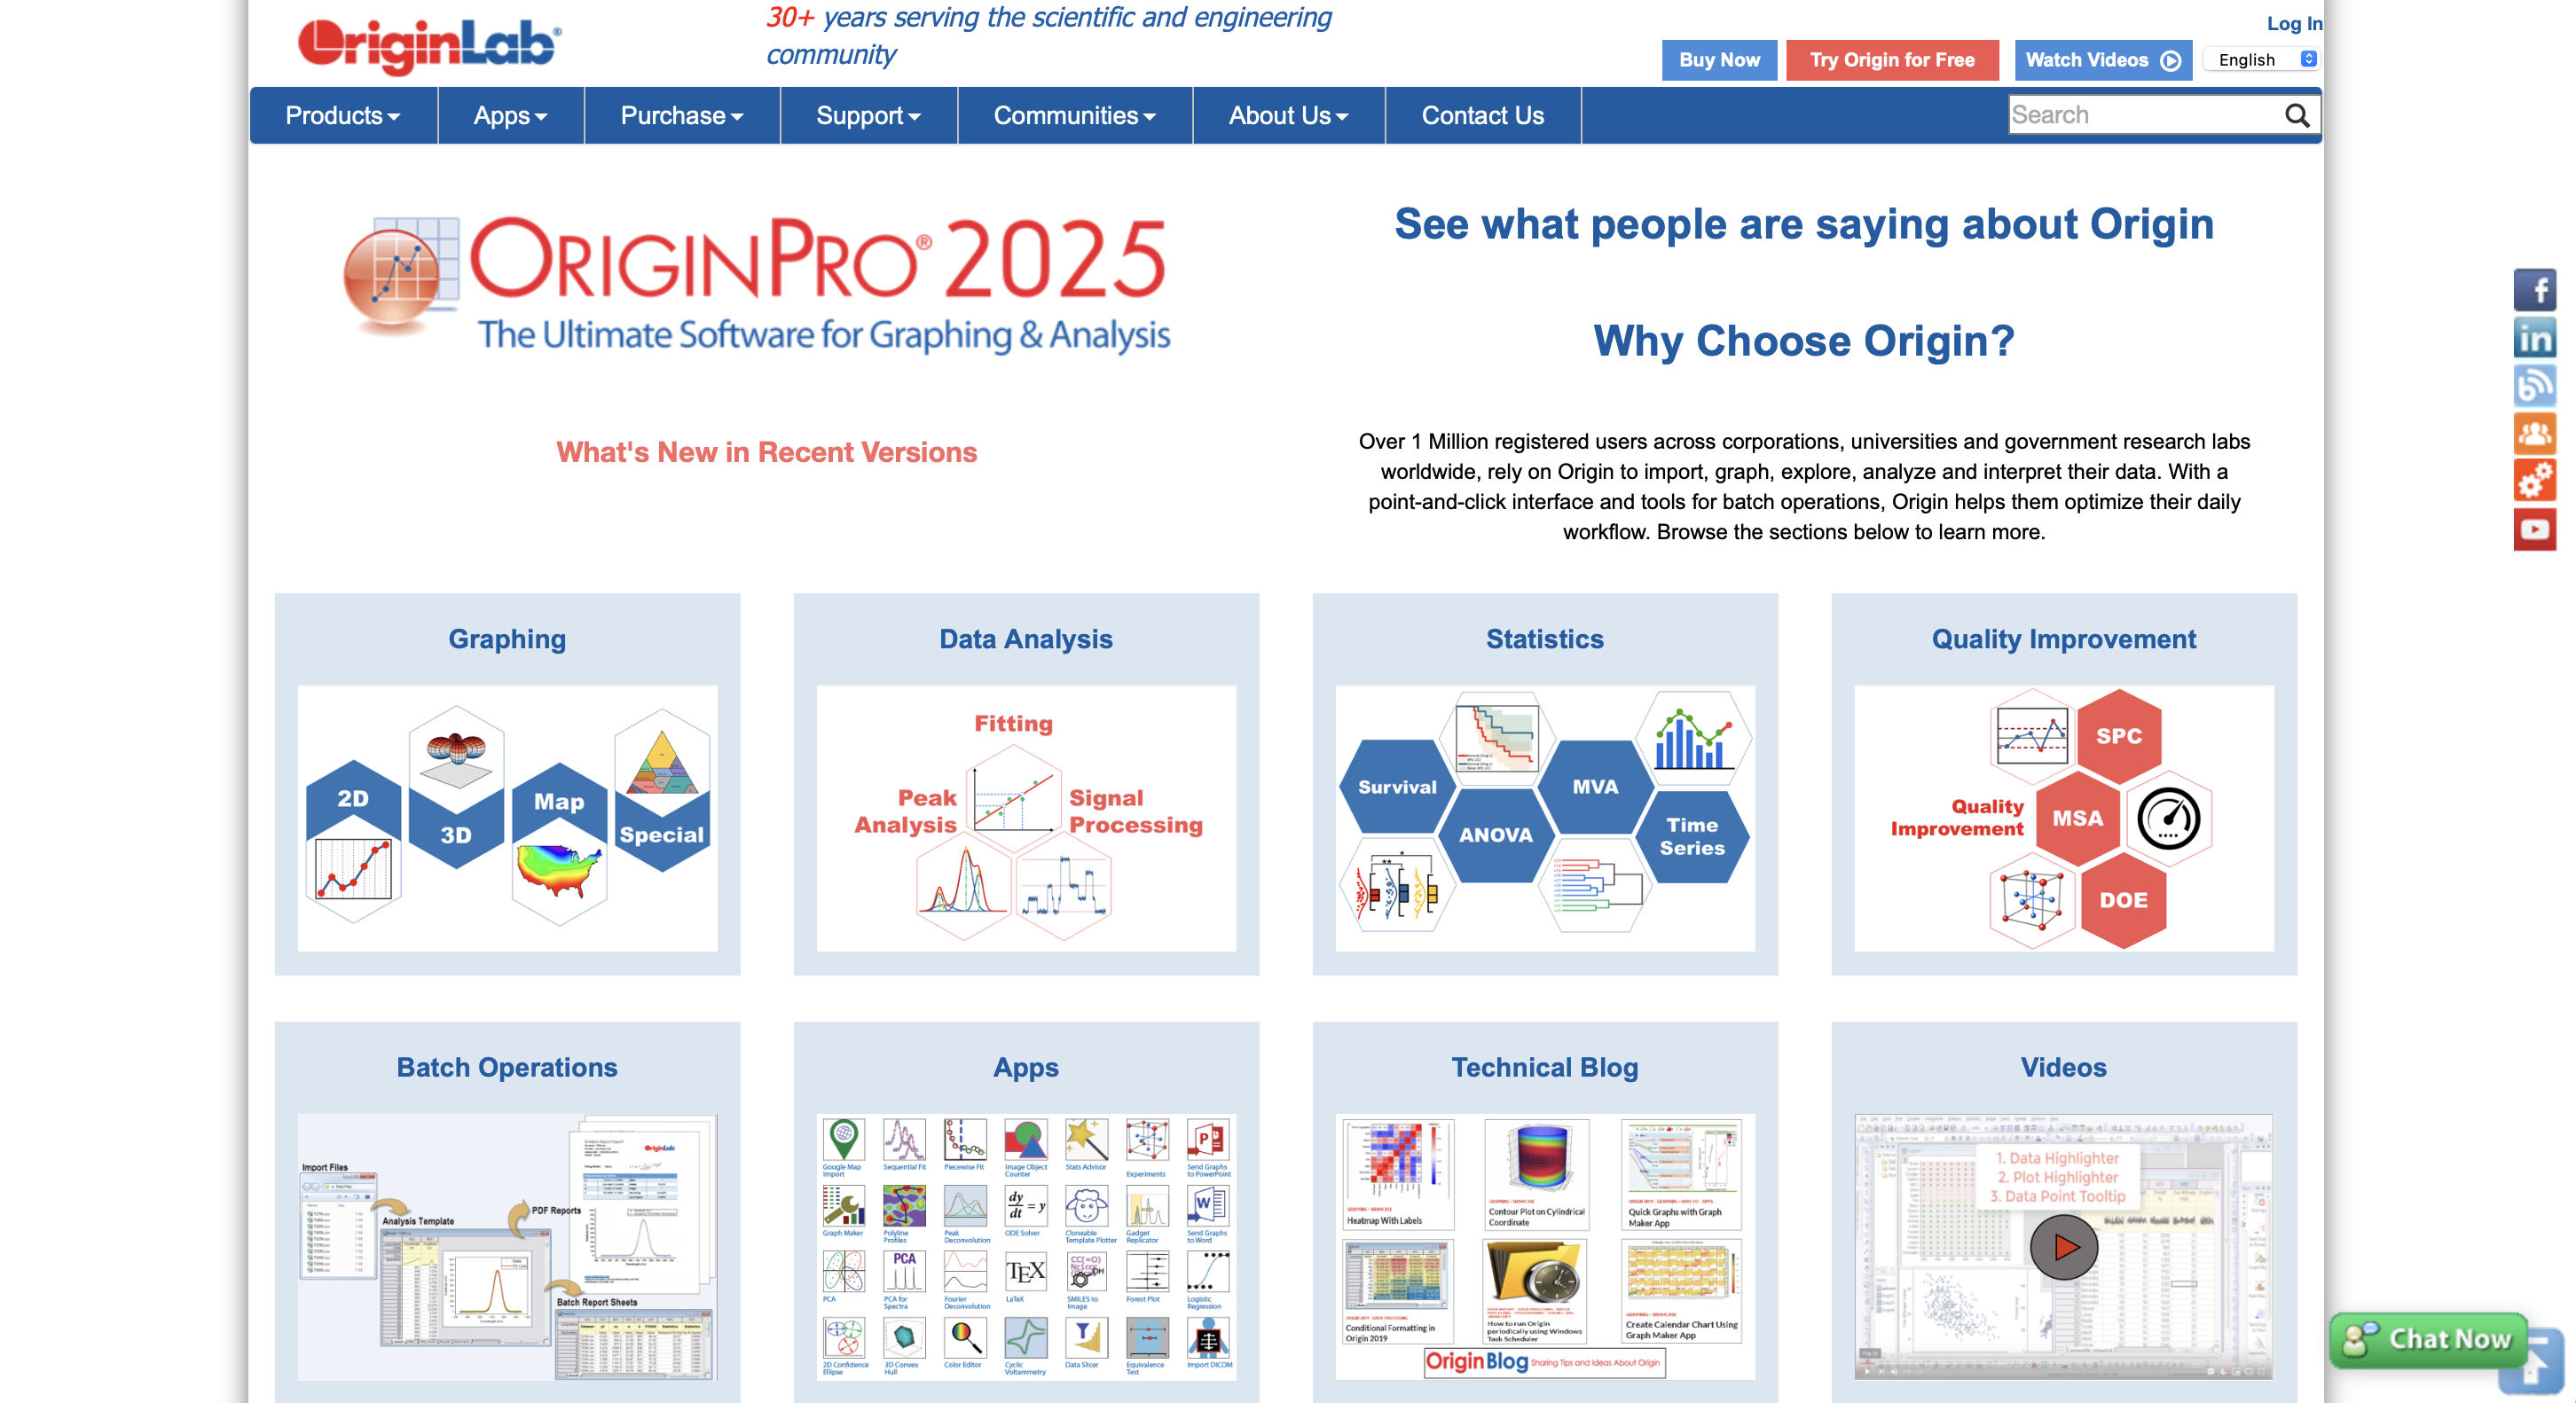 OriginLab®
30+ years serving the scientific and engineering
community
Log In
Buy Now
Try Origin for Free
Watch Videos
English
Products
Apps
Purchase
Support
Communities
About Us
Contact Us
Search
ORIGINPRO® 2025
The Ultimate Software for Graphing & Analysis
What's New in Recent Versions
See what people are saying about Origin
Why Choose Origin?
Over 1 Million registered users across corporations, universities and government research labs
worldwide, rely on Origin to import, graph, explore, analyze and interpret their data. With a
point-and-click interface and tools for batch operations, Origin helps them optimize their daily
workflow. Browse the sections below to learn more.
Graphing
2D
3D
Map
Special
Data Analysis
Fitting
Peak
Analysis
Signal
Processing
Statistics
Survival
ANOVA
MVA
Time
Series
Quality Improvement
SPC
Quality
Improvement
MSA
DOE
Batch Operations
Import Files
Analysis Template
PDF Reports
Batch Report Sheets
OriginLab
Apps
Google Map
Import
Sequential Fit
Piecewise Fit
Image Object
Counter
Stats Advisor
Experiments
Send Graphs
to PowerPoint
Graph Maker
Polyline
Profiles
Peak
Deconvolution
dy
dt = y
ODE Solver
Cloneable
Template Plotter
Gadget
Replicator
Send Graphs
to Word
PCA
PCA
PCA for
Spectra
Fourier
Deconvolution
TEX
LaTeX
SMILES to
Image
Forest Plot
Logistic
Regression
2D Confidence
Ellipse
3D Convex
Hull
Color Editor
Cyclic
Voltammetry
Data Slicer
Equivalence
Test
Import DICOM
Technical Blog
Heatmap With Labels
Contour Plot on Cylindrical
Coordinate
Quick Graphs with Graph
Maker App
Conditional Formatting in
Origin 2019
How to run Origin
periodically using Windows
Task Scheduler
Create Calendar Chart Using
Graph Maker App
OriginBlog Sharing Tips and Ideas About Origin
Videos
1. Data Highlighter
2. Plot Highlighter
3. Data Point Tooltip
Chat Now